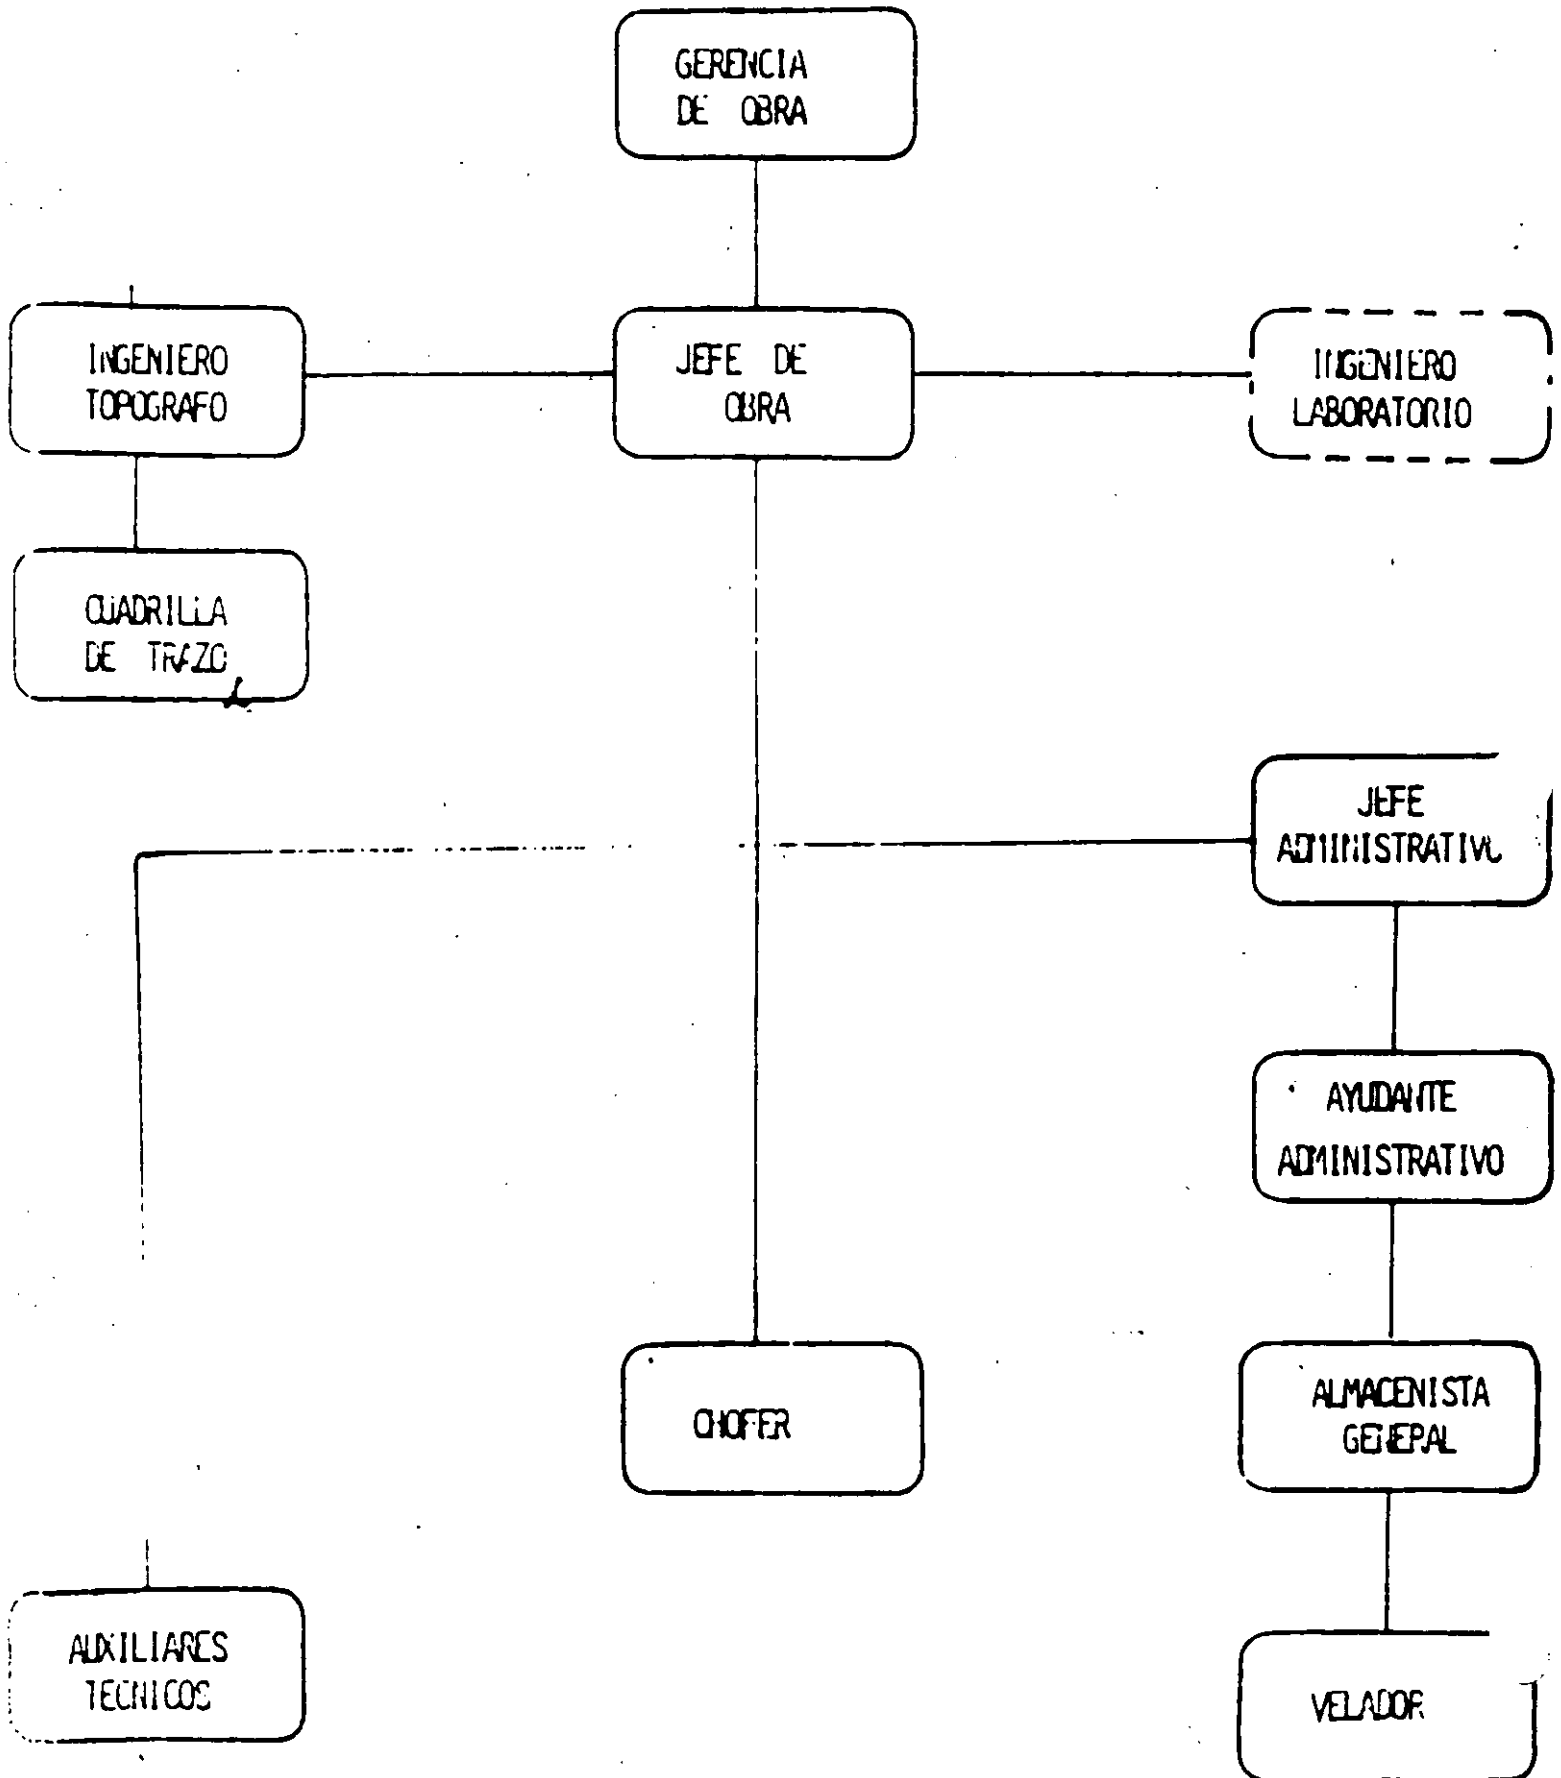 GERENCIA
DE OBRA
INGENIERO
TOPOGRAFO
JEFE DE
OBRA
INGENIERO
LABORATORIO
CUADRILLA
DE TRAZO
JEFE
ADMINISTRATIVO
AYUDANTE
ADMINISTRATIVO
CHOFER
ALMACENISTA
GENERAL
AUXILIARES
TECNICOS
VELADOR